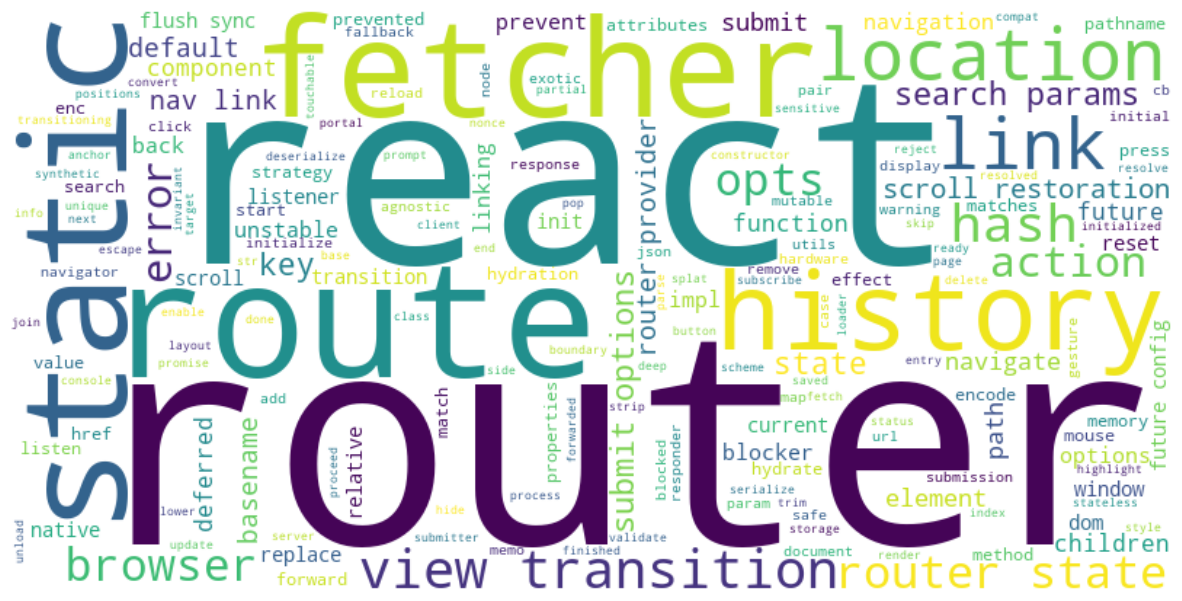 flush sync
prevented
fallback
prevent
attributes
submit
navigation
compat
pathname
default
component
convert
positions
enc
nav link
fetcher
touchable
reload
node
exotic
partial
location
pair
sensitive
search params
cb
initial
static
transitioning
click
back
portal
nonce
anchor
synthetic
search
error
invariant
target
deserialize
strategy
prompt
response
react
linking
router provider
constructor
opts
mutable
reject
display
link
resolved
press
resolve
scroll restoration
info
unique
next
listener
agnostic
start
unstable
client
pop
init
function
warning
skip
matches
hash
future
initialized
reset
escape
initialize
navigator
scroll
str
key
base
transition
end
hydration
json
utils
hardware
ready
page
action
splat
remove
subscribe
effect
delete
parse
impl
history
case
loader
join
enable
done
route
class
submit options
button
value
layout
promise
boundary
side
deep
scheme
state
entry
navigate
gesture
future config
console
router
add
match
properties
forwarded
strip
saved
map
fetch
encode
path
memory
href
listen
deferred
basename
proceed
relative
current
status
url
mouse
options
blocker
blocked
responder
hydrate
submission
highlight
window
stateless
process
serialize
param
trim
safe
storage
element
index
dom
style
children
native
unload
lower
update
server
hide
submitter
memo
finished
validate
document
render
method
browser
replace
forward
view transition
router state